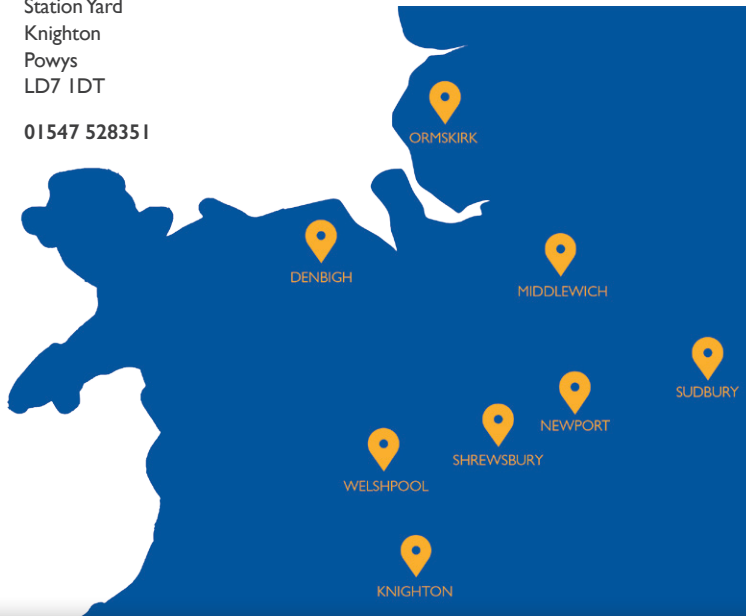 Station Yard
Knighton
Powys
LD7 1DT
01547 528351
ORMSKIRK
DENBIGH
MIDDLEWICH
SUDBURY
NEWPORT
SHREWSBURY
WELSHPOOL
KNIGHTON